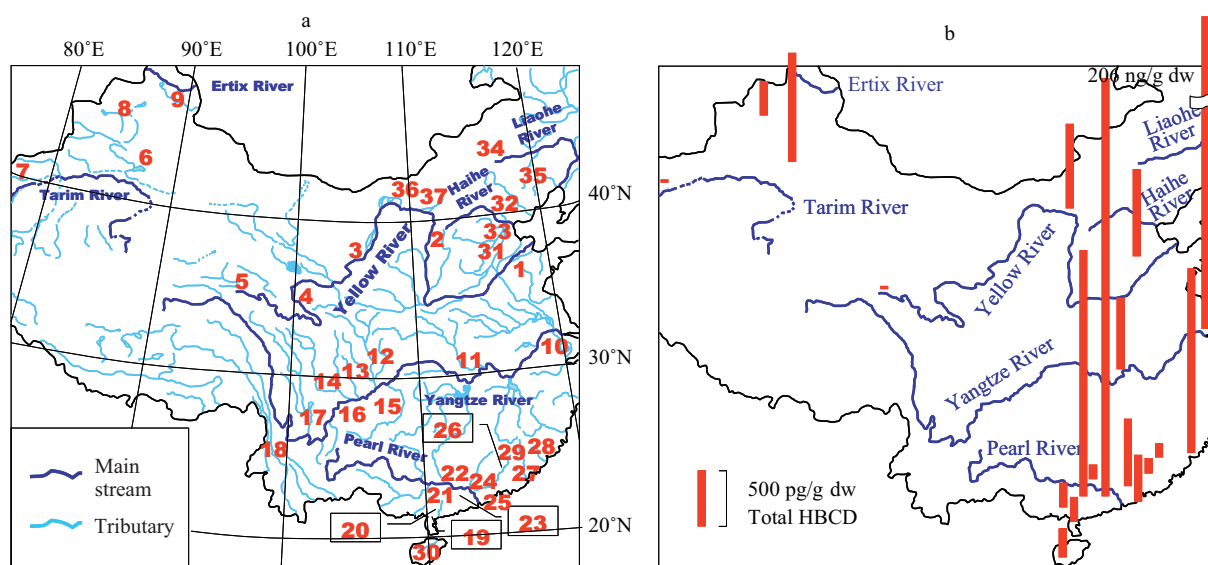 a
80˚E 90˚E 100˚E 110˚E 120˚E
Ertix River
9
8
Liaohe
River
34
6
7
35
Tarim River
36 37
Haihe
River
40˚N
32
33
2
31
3
1
Yellow River
5
4
10
30˚N
12
11
13
14
Yangtze River
15
16
17
26
Pearl River
18
28
29
22
27
24
21
25
20˚N
20
19
23
30
Main
stream
Tributary
b
206 ng/g dw
Ertix River
Liaohe
River
Haihe
River
Tarim River
Yellow River
Yangtze River
Pearl River
500 pg/g dw
Total HBCD